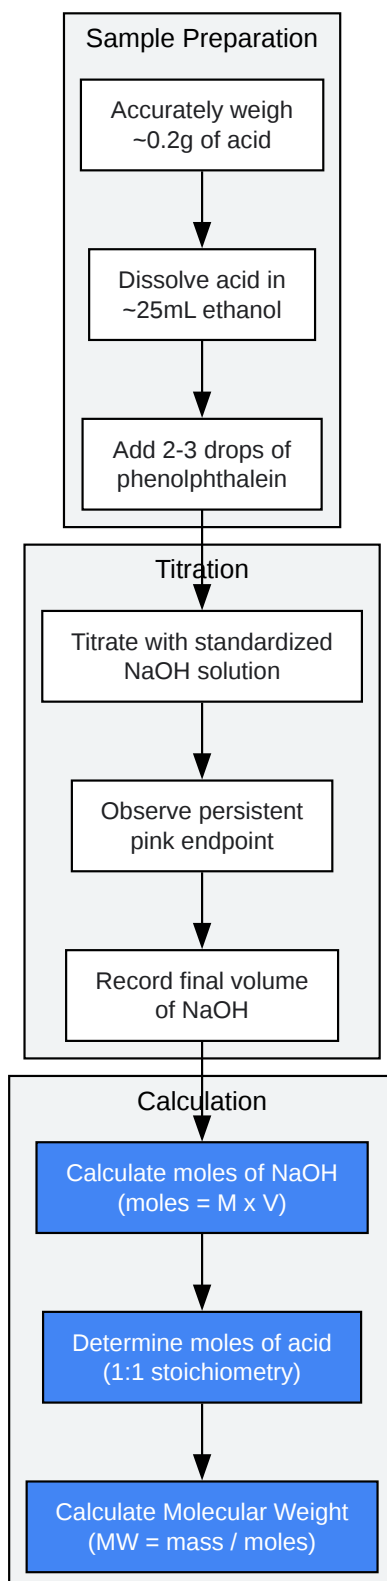 Sample Preparation
Accurately weigh
~0.2g of acid
Dissolve acid in
~25mL ethanol
Add 2-3 drops of
phenolphthalein
Titration
Titrate with standardized
NaOH solution
Observe persistent
pink endpoint
Record final volume
of NaOH
Calculation
Calculate moles of NaOH
(moles = M x V)
Determine moles of acid
(1:1 stoichiometry)
Calculate Molecular Weight
(MW = mass / moles)